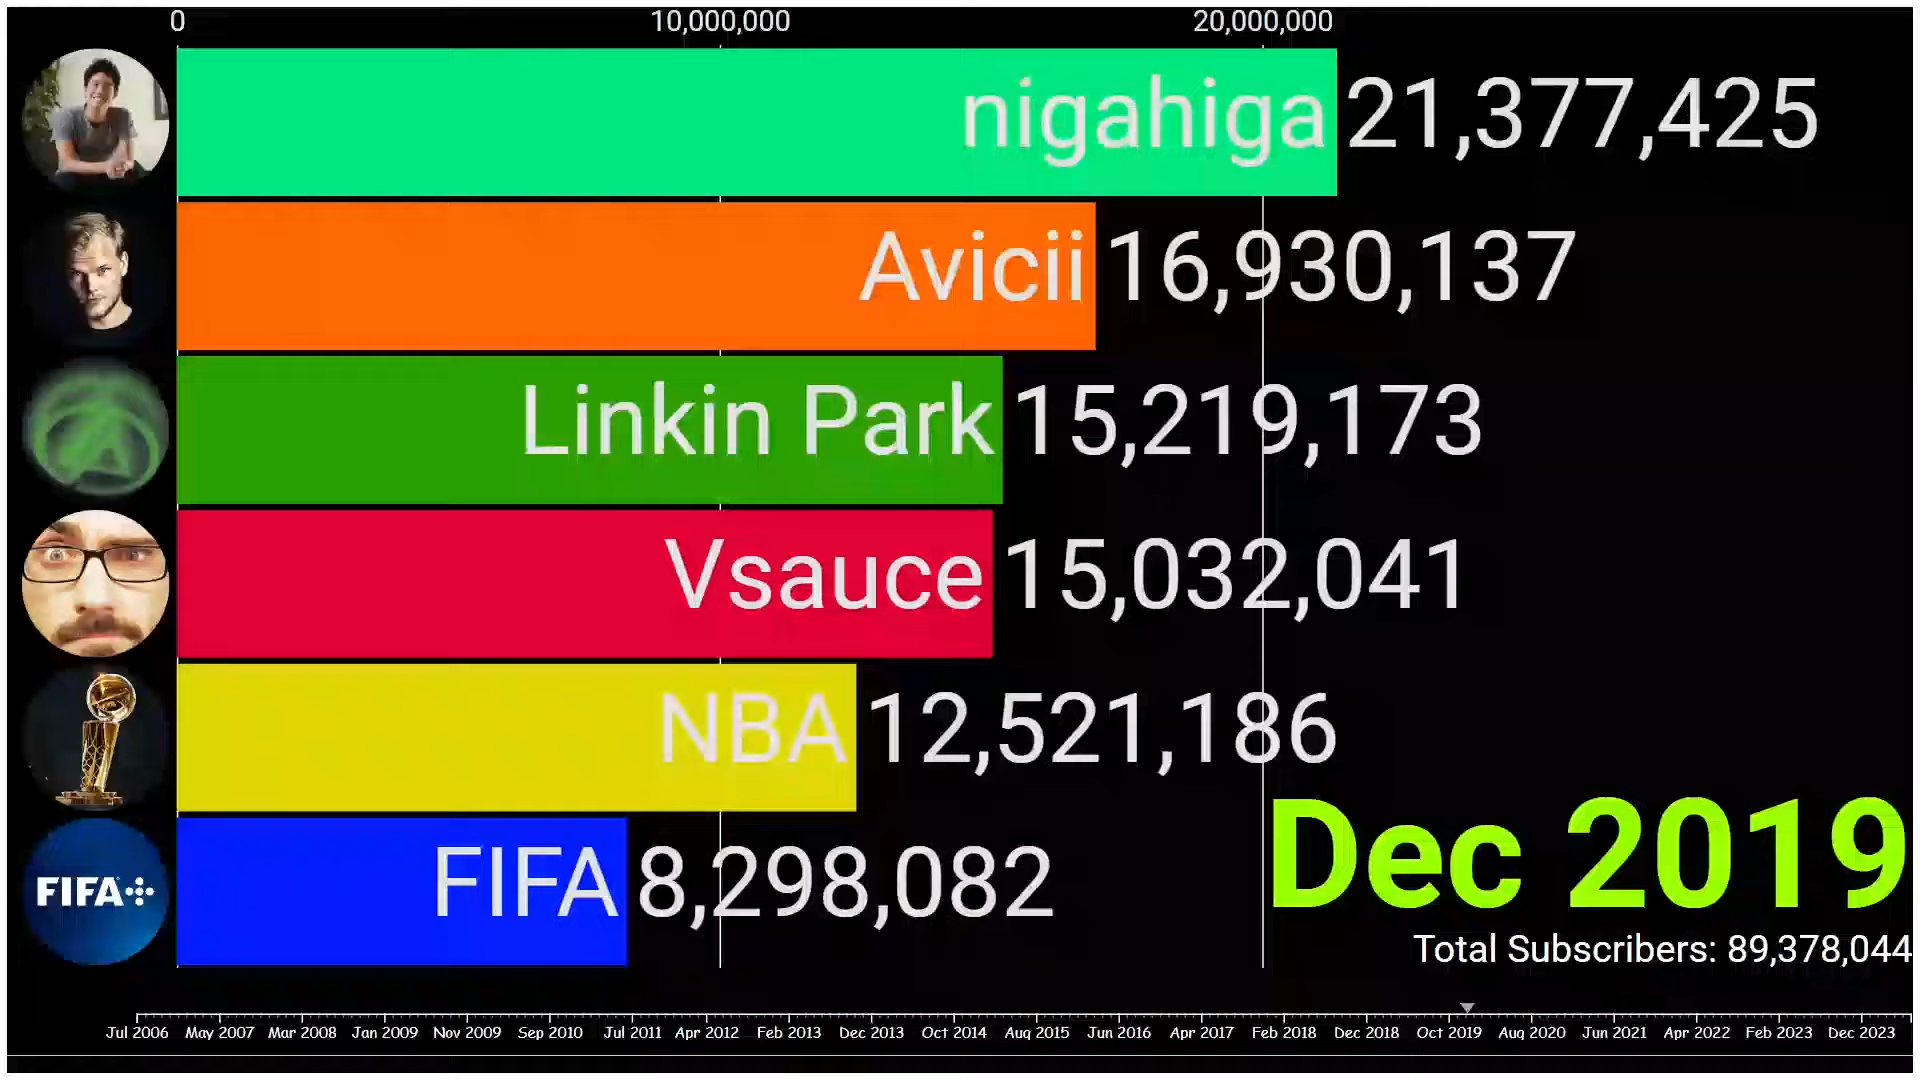 0 10,000,000 20,000,000
nigahiga 21,377,425
Avicii 16,930,137
Linkin Park 15,219,173
Vsauce 15,032,041
NBA 12,521,186
FIFA+ FIFA 8,298,082
Dec 2019
Total Subscribers: 89,378,044
Jul 2006 May 2007 Mar 2008 Jan 2009 Nov 2009 Sep 2010 Jul 2011 Apr 2012 Feb 2013 Dec 2013 Oct 2014 Aug 2015 Jun 2016 Apr 2017 Feb 2018 Dec 2018 Oct 2019 Aug 2020 Jun 2021 Apr 2022 Feb 2023 Dec 2023